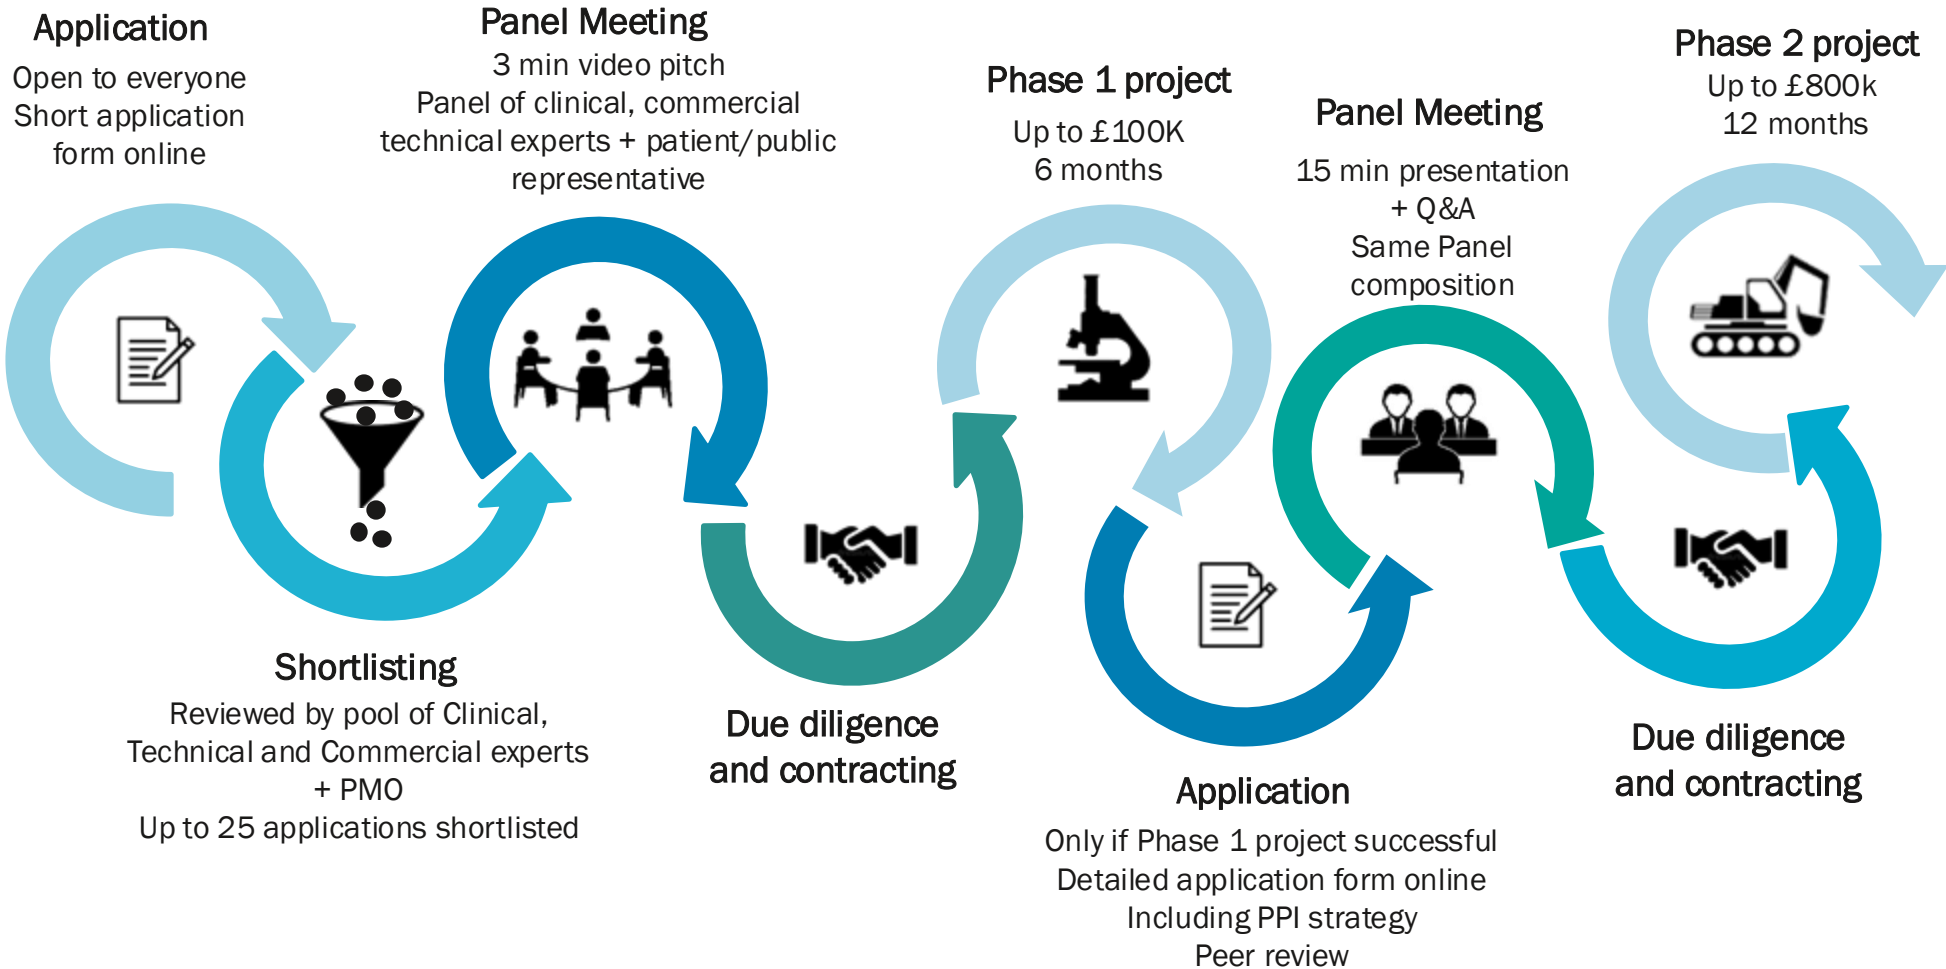 Application
Open to everyone
Short application
form online
Shortlisting
Reviewed by pool of Clinical,
Technical and Commercial experts
+ PMO
Up to 25 applications shortlisted
Panel Meeting
3 min video pitch
Panel of clinical, commercial
technical experts + patient/public
representative
Due diligence
and contracting
Phase 1 project
Up to £100K
6 months
Application
Only if Phase 1 project successful
Detailed application form online
Including PPI strategy
Peer review
Panel Meeting
15 min presentation
+ Q&A
Same Panel
composition
Due diligence
and contracting
Phase 2 project
Up to £800k
12 months